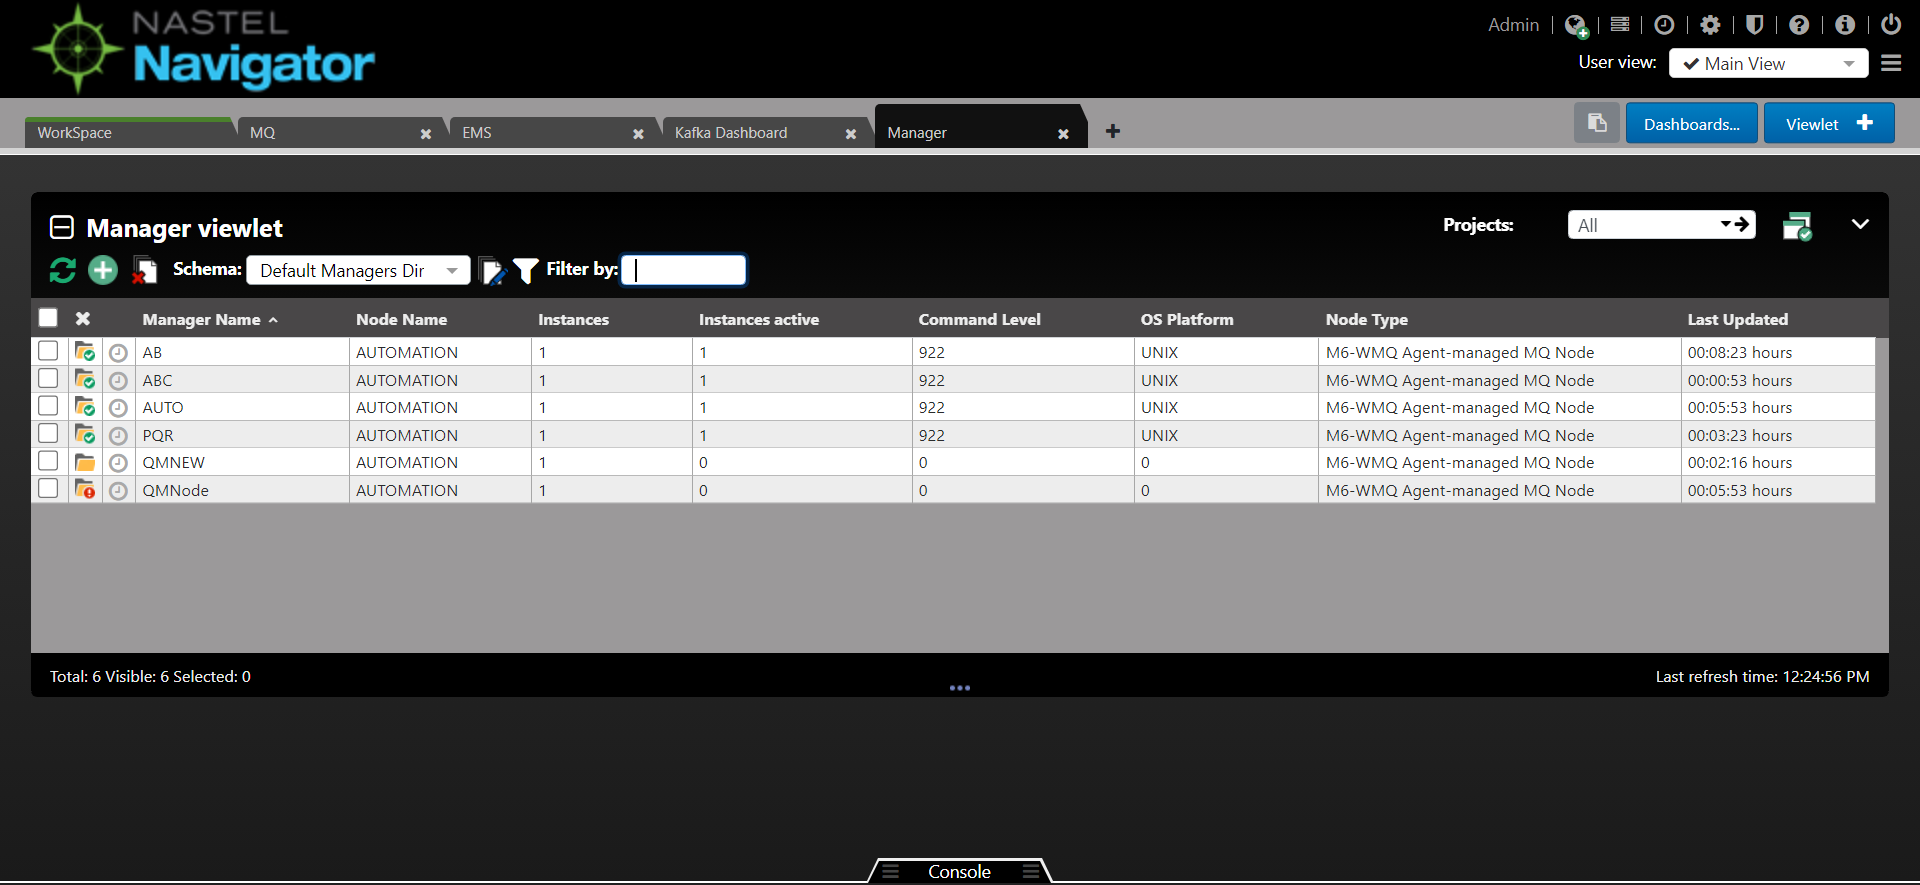 NASTEL
Navigator
Admin
User view: Main View
WorkSpace MQ EMS Kafka Dashboard Manager
Dashboards... Viewlet
Manager viewlet
Projects: All
Schema: Default Managers Dir Filter by:
Manager Name Node Name Instances Instances active Command Level OS Platform Node Type Last Updated
AB AUTOMATION 1 1 922 UNIX M6-WMQ Agent-managed MQ Node 00:08:23 hours
ABC AUTOMATION 1 1 922 UNIX M6-WMQ Agent-managed MQ Node 00:00:53 hours
AUTO AUTOMATION 1 1 922 UNIX M6-WMQ Agent-managed MQ Node 00:05:53 hours
PQR AUTOMATION 1 1 922 UNIX M6-WMQ Agent-managed MQ Node 00:03:23 hours
QMNEW AUTOMATION 1 0 0 0 M6-WMQ Agent-managed MQ Node 00:02:16 hours
QMNode AUTOMATION 1 0 0 0 M6-WMQ Agent-managed MQ Node 00:05:53 hours
Total: 6 Visible: 6 Selected: 0
Last refresh time: 12:24:56 PM
Console